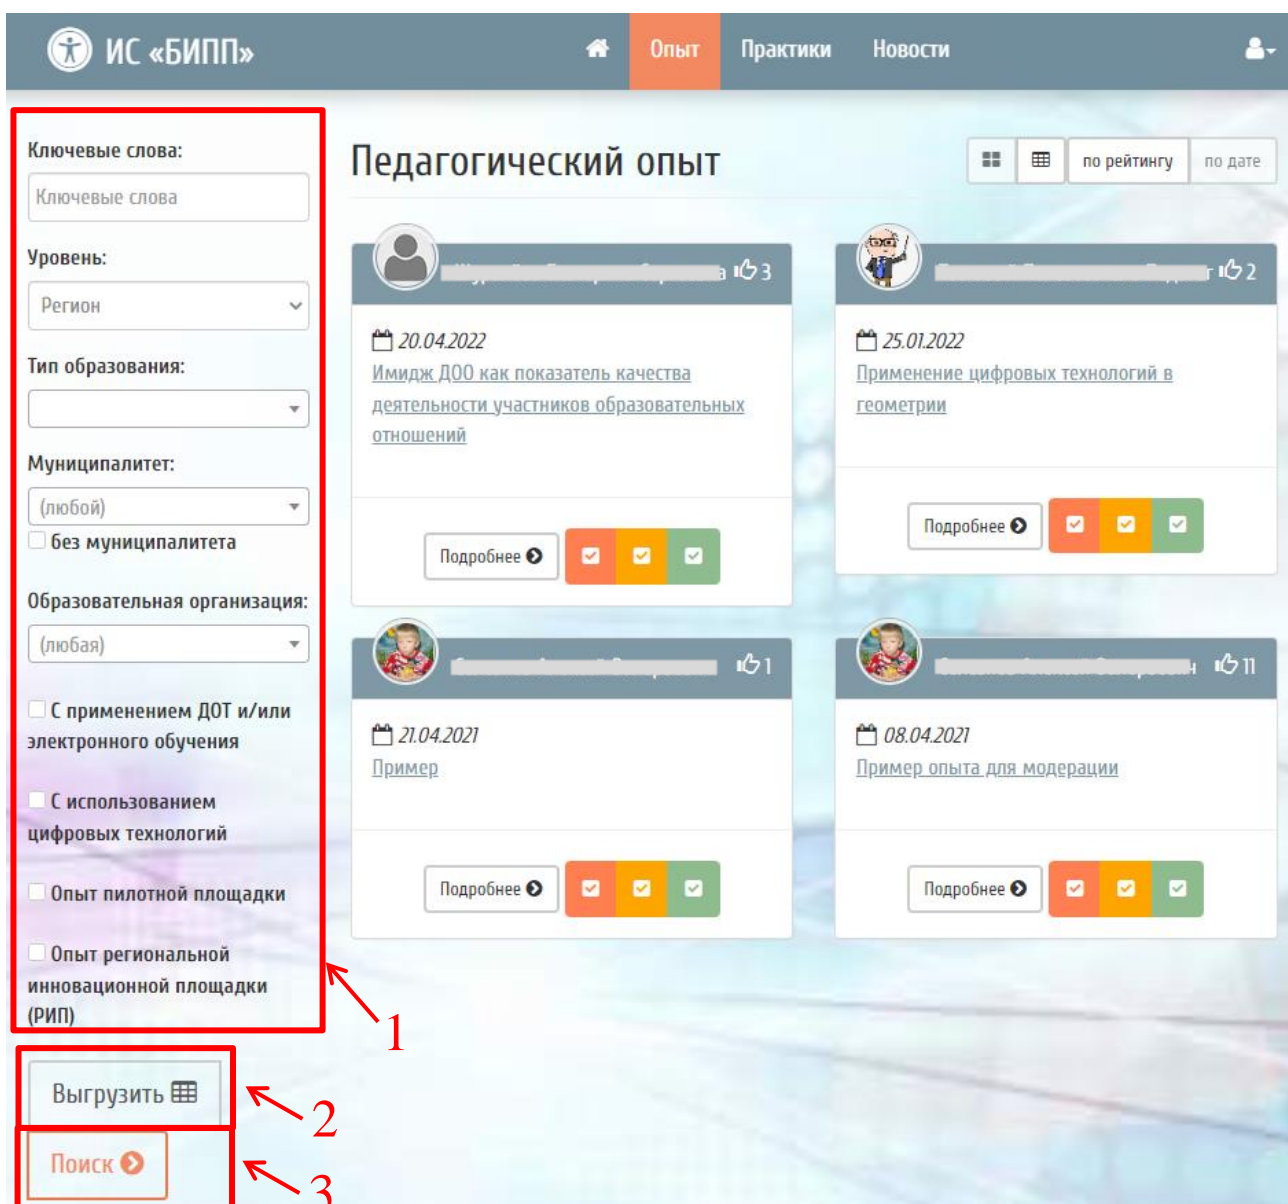 ИС «БИПП»
Опыт
Практики
Новости
Ключевые слова:
Ключевые слова
Уровень:
Регион
Тип образования:
Муниципалитет:
(любой)
без муниципалитета
Образовательная организация:
(любая)
С применением ДОТ и/или
электронного обучения
С использованием
цифровых технологий
Опыт пилотной площадки
Опыт региональной
инновационной площадки
(РИП)
Выгрузить
Поиск
1
2
3
Педагогический опыт
по рейтингу
по дате
3
20.04.2022
Имидж ДОО как показатель качества
деятельности участников образовательных
отношений
Подробнее
2
25.01.2022
Применение цифровых технологий в
геометрии
Подробнее
1
21.04.2021
Пример
Подробнее
11
08.04.2021
Пример опыта для модерации
Подробнее